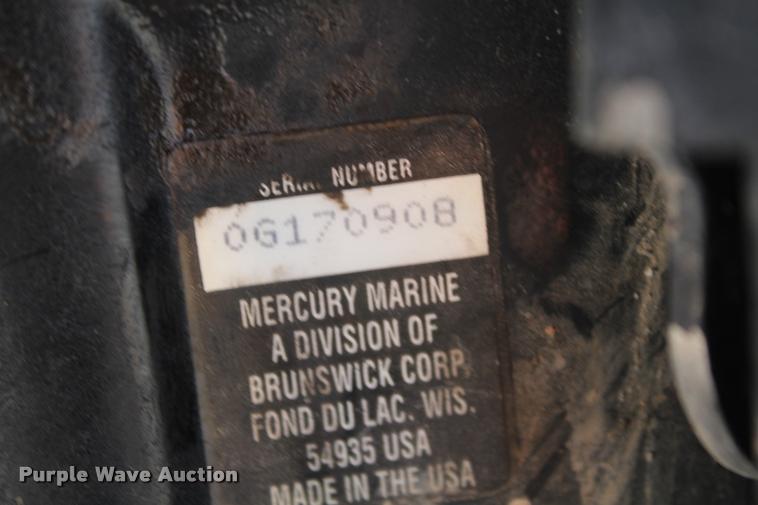 SERIAL NUMBER
0G170908
MERCURY MARINE
A DIVISION OF
BRUNSWICK CORP.
FOND DU LAC, WIS.
54935 USA
MADE IN THE USA
Purple Wave Auction